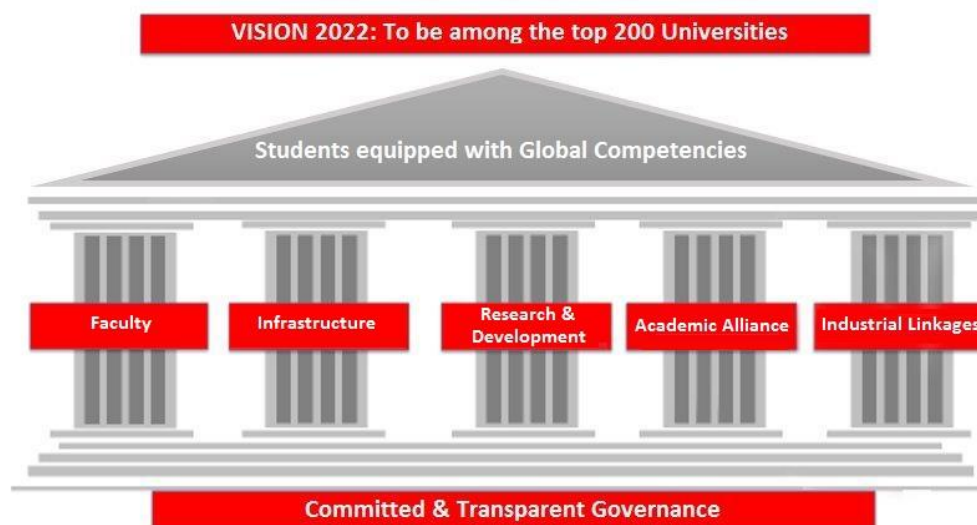 VISION 2022: To be among the top 200 Universities
Students equipped with Global Competencies
Faculty
Infrastructure
Research &
Development
Academic Alliance
Industrial Linkages
Committed & Transparent Governance